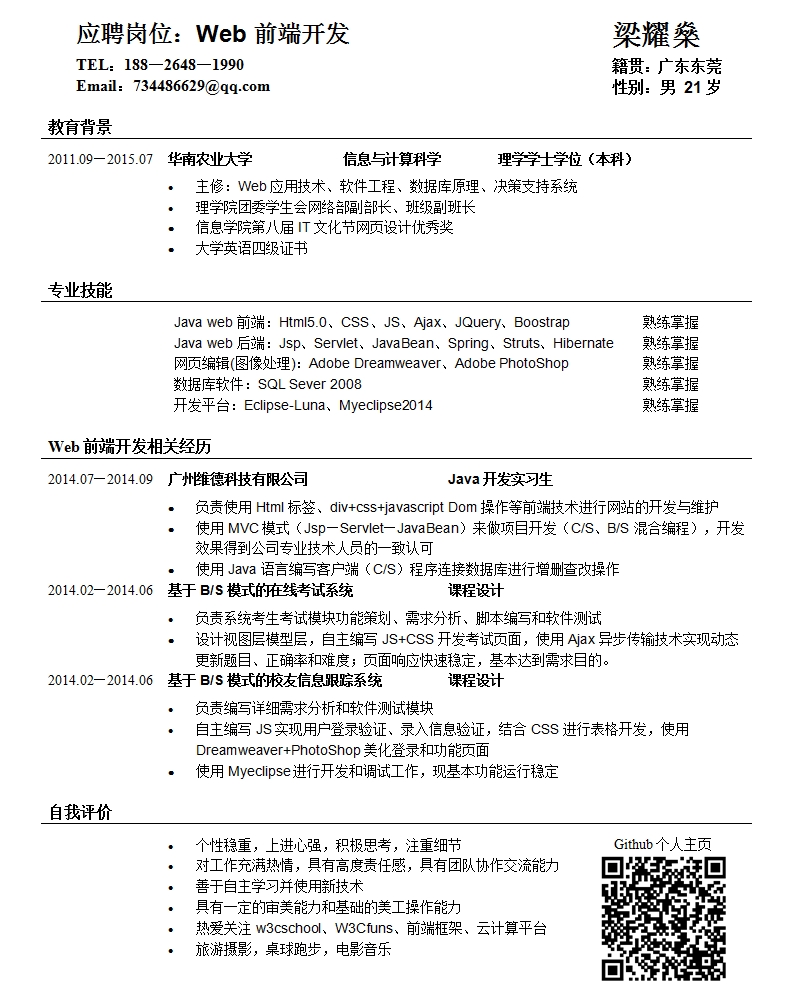 应聘岗位：Web 前端开发
梁耀燊
TEL：188－2648－1990
籍贯：广东东莞
Email：734486629@qq.com
性别：男 21 岁
教育背景
2011.09－2015.07 华南农业大学 信息与计算科学 理学学士学位（本科）
• 主修：Web 应用技术、软件工程、数据库原理、决策支持系统
• 理学院团委学生会网络部副部长、班级副班长
• 信息学院第八届 IT 文化节网页设计优秀奖
• 大学英语四级证书
专业技能
Java web 前端：Html5.0、CSS、JS、Ajax、JQuery、Boostrap 熟练掌握
Java web 后端：Jsp、Servlet、JavaBean、Spring、Struts、Hibernate 熟练掌握
网页编辑(图像处理)：Adobe Dreamweaver、Adobe PhotoShop 熟练掌握
数据库软件：SQL Sever 2008 熟练掌握
开发平台：Eclipse-Luna、Myeclipse2014 熟练掌握
Web 前端开发相关经历
2014.07－2014.09 广州维德科技有限公司 Java 开发实习生
• 负责使用 Html 标签、div+css+javascript Dom 操作等前端技术进行网站的开发与维护
• 使用 MVC 模式（Jsp－Servlet－JavaBean）来做项目开发（C/S、B/S 混合编程），开发
效果得到公司专业技术人员的一致认可
• 使用 Java 语言编写客户端（C/S）程序连接数据库进行增删查改操作
2014.02－2014.06 基于 B/S 模式的在线考试系统 课程设计
• 负责系统考生考试模块功能策划、需求分析、脚本编写和软件测试
• 设计视图层模型层，自主编写 JS+CSS 开发考试页面，使用 Ajax 异步传输技术实现动态
更新题目、正确率和难度；页面响应快速稳定，基本达到需求目的。
2014.02－2014.06 基于 B/S 模式的校友信息跟踪系统 课程设计
• 负责编写详细需求分析和软件测试模块
• 自主编写 JS 实现用户登录验证、录入信息验证，结合 CSS 进行表格开发，使用
Dreamweaver+PhotoShop 美化登录和功能页面
• 使用 Myeclipse 进行开发和调试工作，现基本功能运行稳定
自我评价
• 个性稳重，上进心强，积极思考，注重细节
Github 个人主页
• 对工作充满热情，具有高度责任感，具有团队协作交流能力
• 善于自主学习并使用新技术
• 具有一定的审美能力和基础的美工操作能力
• 热爱关注 w3cschool、W3Cfuns、前端框架、云计算平台
• 旅游摄影，桌球跑步，电影音乐